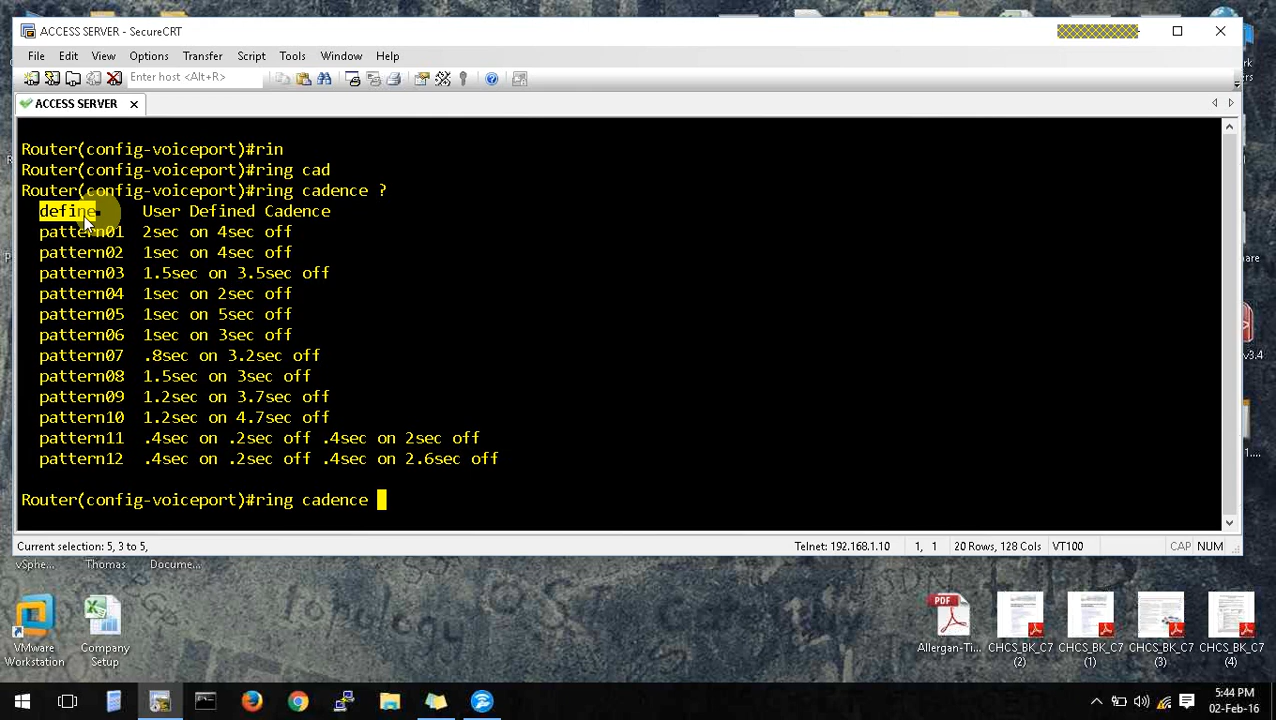 ACCESS SERVER - SecureCRT
File Edit View Options Transfer Script Tools Window Help
Enter host <Alt+R>
ACCESS SERVER
Router(config-voiceport)#rin
Router(config-voiceport)#ring cad
Router(config-voiceport)#ring cadence ?
define User Defined Cadence
pattern01 2sec on 4sec off
pattern02 1sec on 4sec off
pattern03 1.5sec on 3.5sec off
pattern04 1sec on 2sec off
pattern05 1sec on 5sec off
pattern06 1sec on 3sec off
pattern07 .8sec on 3.2sec off
pattern08 1.5sec on 3sec off
pattern09 1.2sec on 3.7sec off
pattern10 1.2sec on 4.7sec off
pattern11 .4sec on .2sec off .4sec on 2sec off
pattern12 .4sec on .2sec off .4sec on 2.6sec off
Router(config-voiceport)#ring cadence
Current selection: 5, 3 to 5, Telnet: 192.168.1.10 1, 1 20 Rows, 128 Cols VT100 CAP NUM
vSphe... Thomas Docume...
PDF
VMware Workstation
Company Setup
Allergan-Ti...
CHCS_BK_C7 (2)
CHCS_BK_C7 (1)
CHCS_BK_C7 (3)
CHCS_BK_C7 (4)
5:44 PM
02-Feb-16